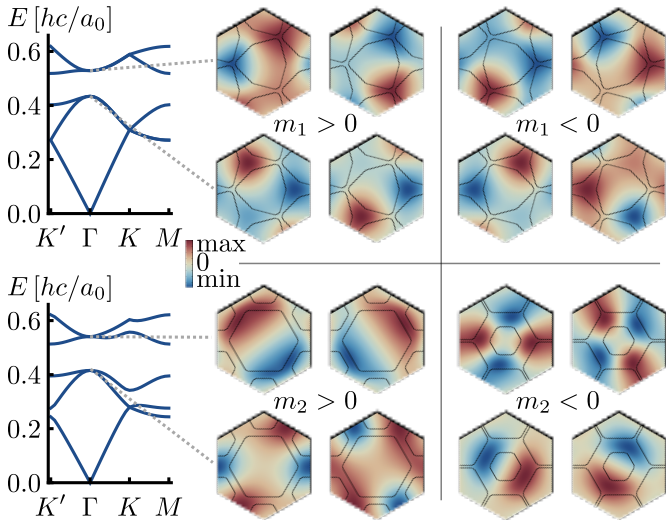 E [hc/a₀]
0.6
0.4
0.2
0.0
K′ Γ K M
m₁ > 0
m₁ < 0
max
0
min
E [hc/a₀]
0.6
0.4
0.2
0.0
K′ Γ K M
m₂ > 0
m₂ < 0